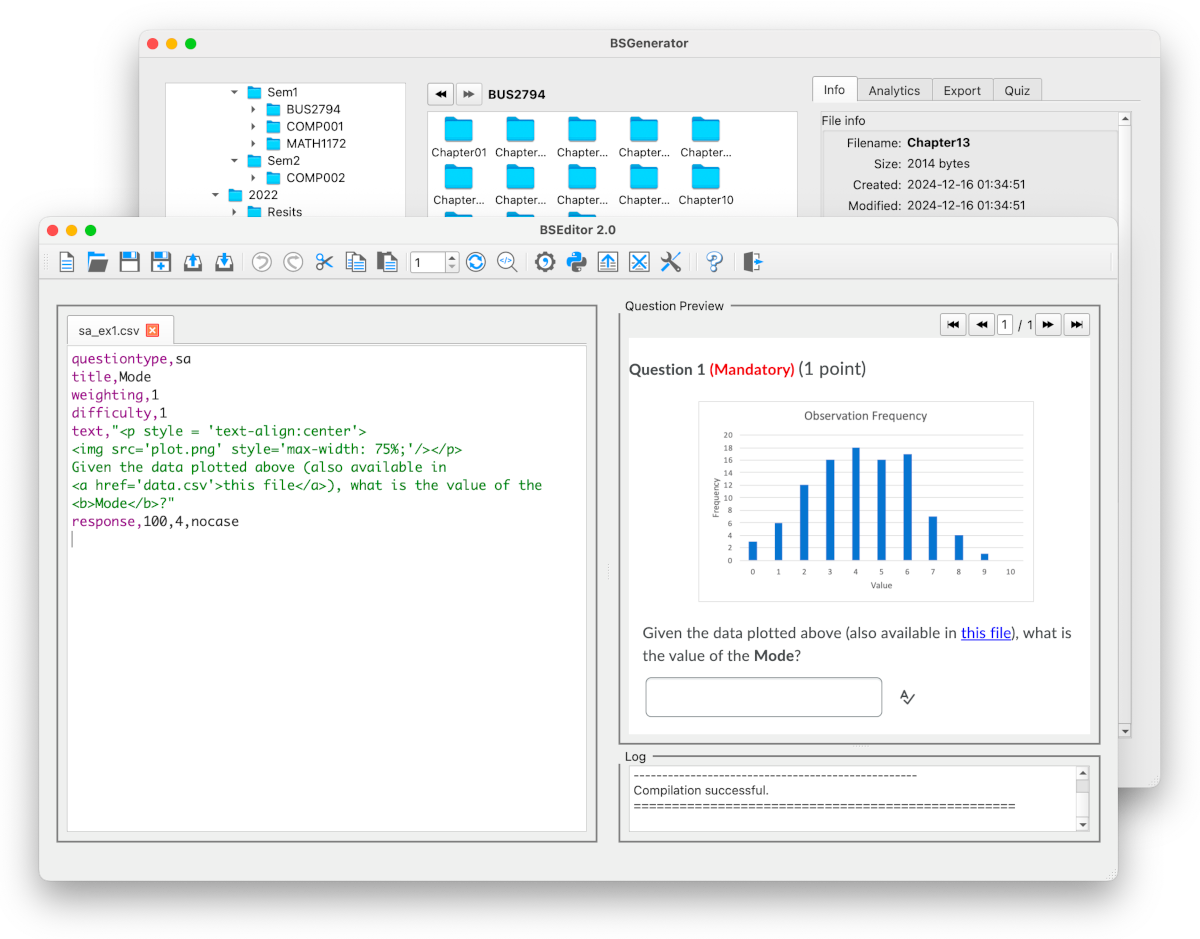 BSGenerator
Sem1
BUS2794
COMP001
MATH1172
Sem2
COMP002
2022
Resits
BUS2794
Chapter01 Chapter... Chapter... Chapter... Chapter...
Chapter... Chapter... Chapter... Chapter... Chapter10
Info Analytics Export Quiz
File info
Filename: Chapter13
Size: 2014 bytes
Created: 2024-12-16 01:34:51
Modified: 2024-12-16 01:34:51
BSEditor 2.0
1
sa_ex1.csv
questiontype,sa
title,Mode
weighting,1
difficulty,1
text,"<p style = 'text-align:center'>
<img src='plot.png' style='max-width: 75%;'/></p>
Given the data plotted above (also available in
<a href='data.csv'>this file</a>), what is the value of the
<b>Mode</b>?"
response,100,4,nocase
Question Preview
1 / 1
Question 1 (Mandatory) (1 point)
Observation Frequency
20
18
16
14
12
10
8
6
4
2
0
Frequency
0 1 2 3 4 5 6 7 8 9 10
Value
Given the data plotted above (also available in this file), what is
the value of the Mode?
Log
--------------------------------------------------
Compilation successful.
==================================================